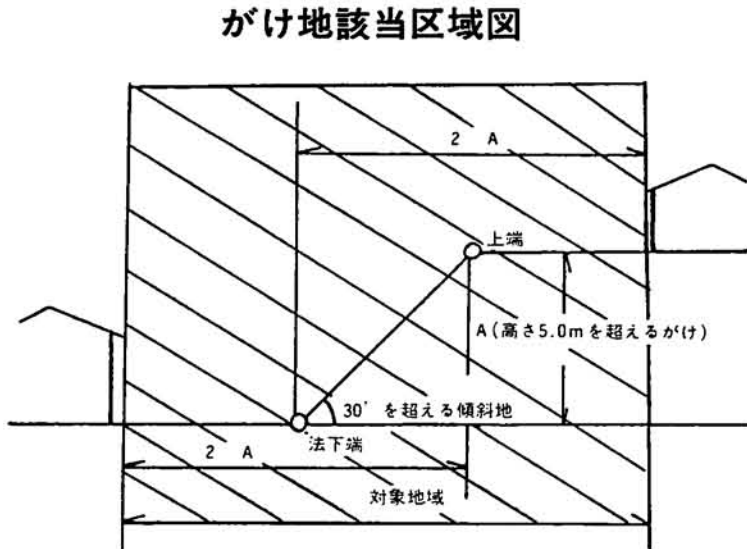 がけ地該当区域図
2 A
上端
A(高さ5.0mを超えるがけ)
30°を超える傾斜地
法下端
2 A
対象地域